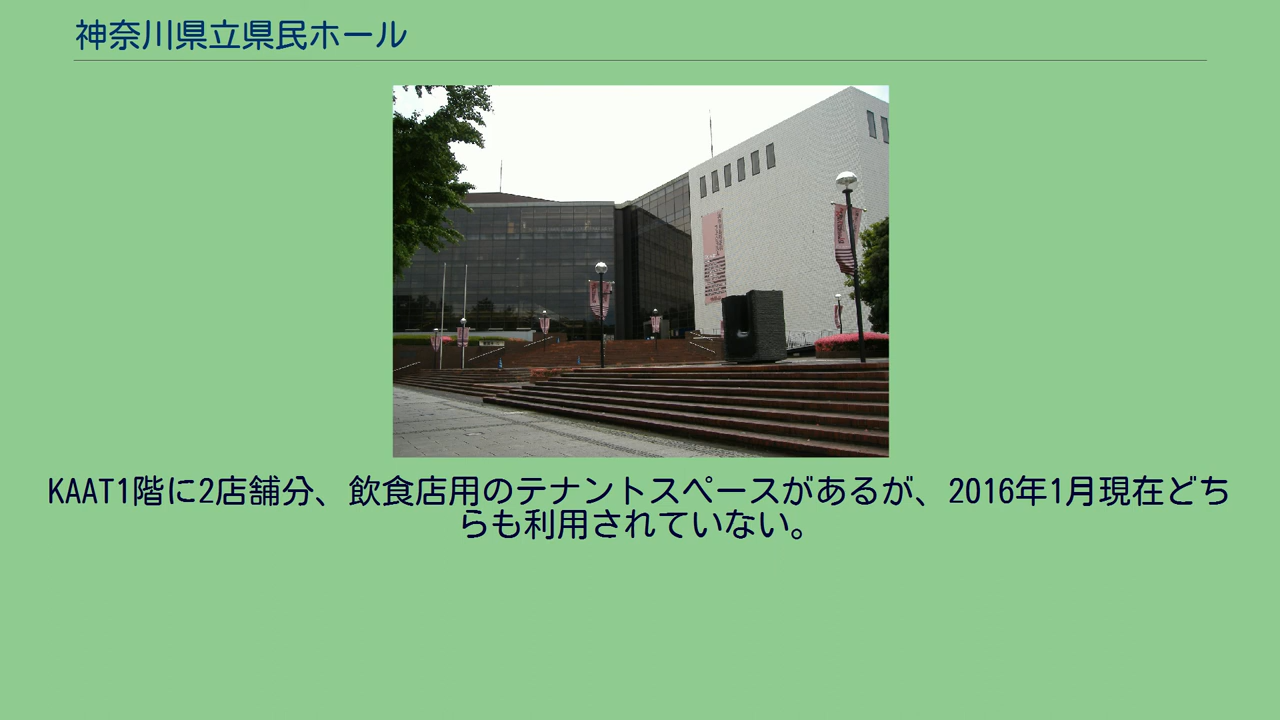 神奈川県立県民ホール
KAAT1階に2店舗分、飲食店用のテナントスペースがあるが、2016年1月現在どち
らも利用されていない。